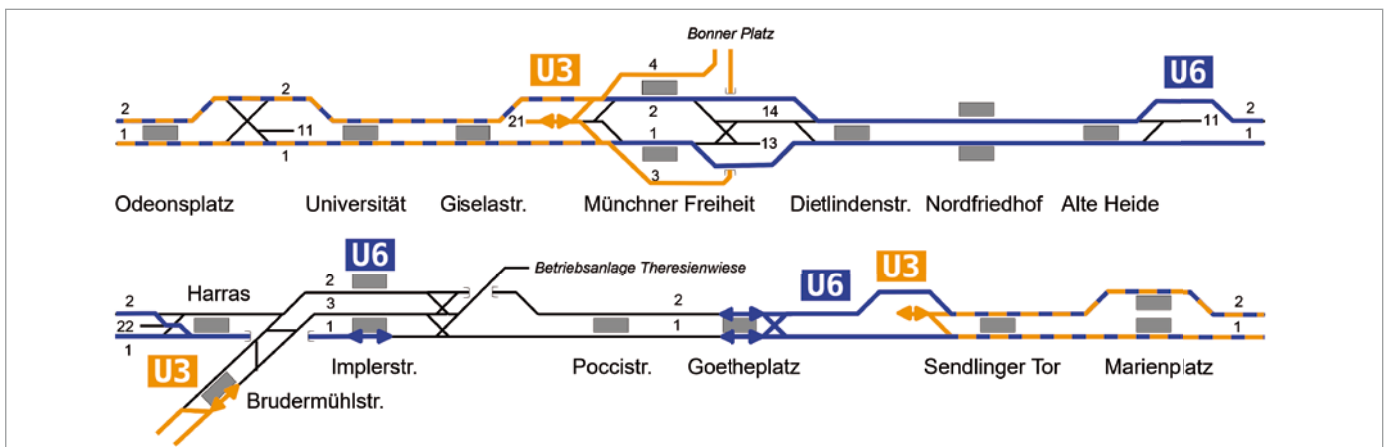 Bonner Platz
U3
4
U6
2
2
2
14
2
1
11
21
1
11
1
13
1
3
Odeonsplatz
Universität
Giselastr.
Münchner Freiheit
Dietlindenstr.
Nordfriedhof
Alte Heide
U6
Betriebsanlage Theresienwiese
U3
2
U6
Harras
2
3
2
2
22
1
1
1
1
U3
Implerstr.
Poccistr.
Goetheplatz
Sendlinger Tor
Marienplatz
Brudermühlstr.